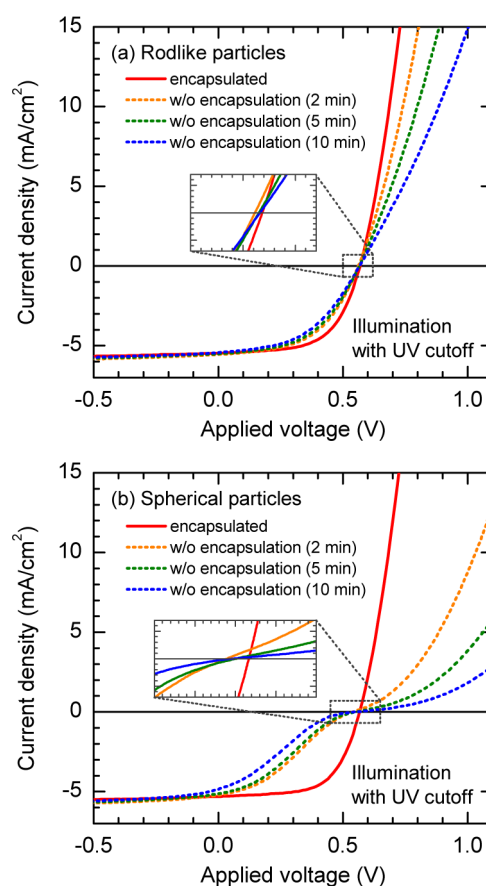 15
(a) Rodlike particles
encapsulated
w/o encapsulation (2 min)
w/o encapsulation (5 min)
w/o encapsulation (10 min)
10
5
0
-5
Current density (mA/cm²)
Illumination
with UV cutoff
-0.5 0.0 0.5 1.0
Applied voltage (V)
15
(b) Spherical particles
encapsulated
w/o encapsulation (2 min)
w/o encapsulation (5 min)
w/o encapsulation (10 min)
10
5
0
-5
Current density (mA/cm²)
Illumination
with UV cutoff
-0.5 0.0 0.5 1.0
Applied voltage (V)